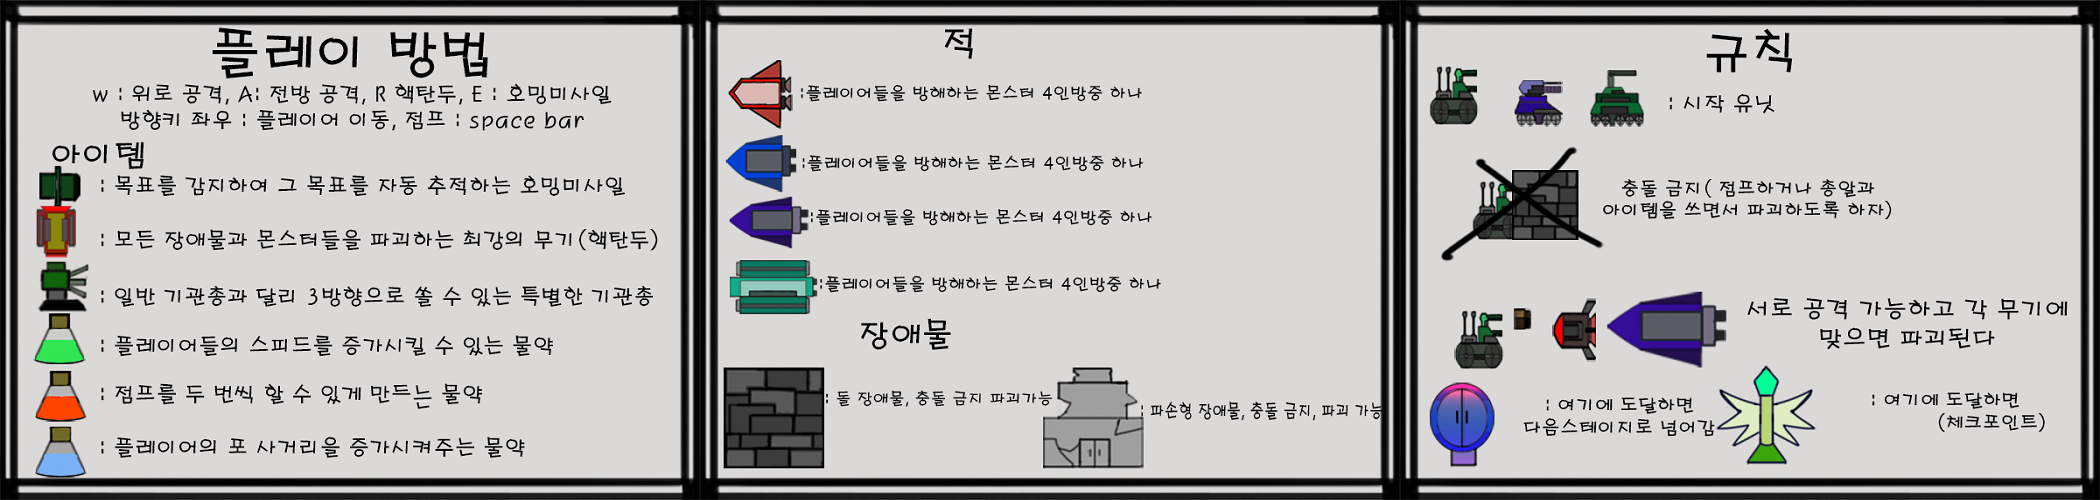 플레이 방법
w : 위로 공격, A: 전방 공격, R 핵탄두, E : 호밍미사일
방향키 좌우 : 플레이어 이동, 점프 : space bar
아이템
: 목표를 감지하여 그 목표를 자동 추적하는 호밍미사일
: 모든 장애물과 몬스터들을 파괴하는 최강의 무기(핵탄두)
: 일반 기관총과 달리 3방향으로 쏠 수 있는 특별한 기관총
: 플레이어들의 스피드를 증가시킬 수 있는 물약
: 점프를 두 번씩 할 수 있게 만드는 물약
: 플레이어의 포 사거리을 증가시켜주는 물약
적
:플레이어들을 방해하는 몬스터 4인방중 하나
:플레이어들을 방해하는 몬스터 4인방중 하나
:플레이어들을 방해하는 몬스터 4인방중 하나
:플레이어들을 방해하는 몬스터 4인방중 하나
장애물
: 돌 장애물, 충돌 금지 파괴가능
: 파손형 장애물, 충돌 금지, 파괴 가능
규칙
: 시작 유닛
충돌 금지( 점프하거나 총알과
아이템을 쓰면서 파괴하도록 하자)
서로 공격 가능하고 각 무기에
맞으면 파괴된다
: 여기에 도달하면
다음스테이지로 넘어감
: 여기에 도달하면
(체크포인트)